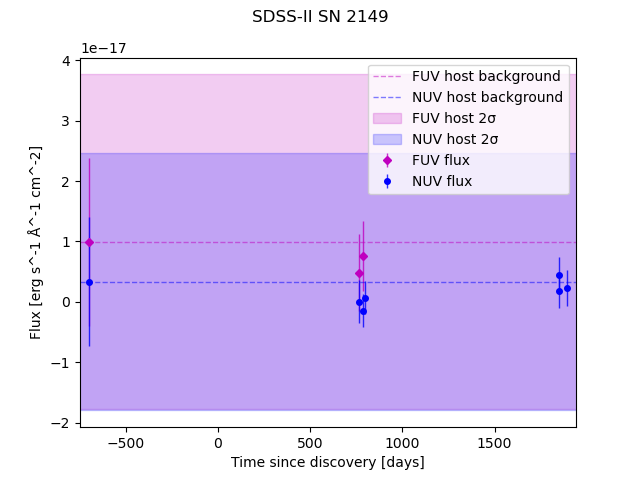 SDSS-II SN 2149
1e−17
FUV host background
NUV host background
FUV host 2σ
NUV host 2σ
FUV flux
NUV flux
4
3
2
1
0
−1
−2
Flux [erg s^-1 Å^-1 cm^-2]
−500
0
500
1000
1500
Time since discovery [days]